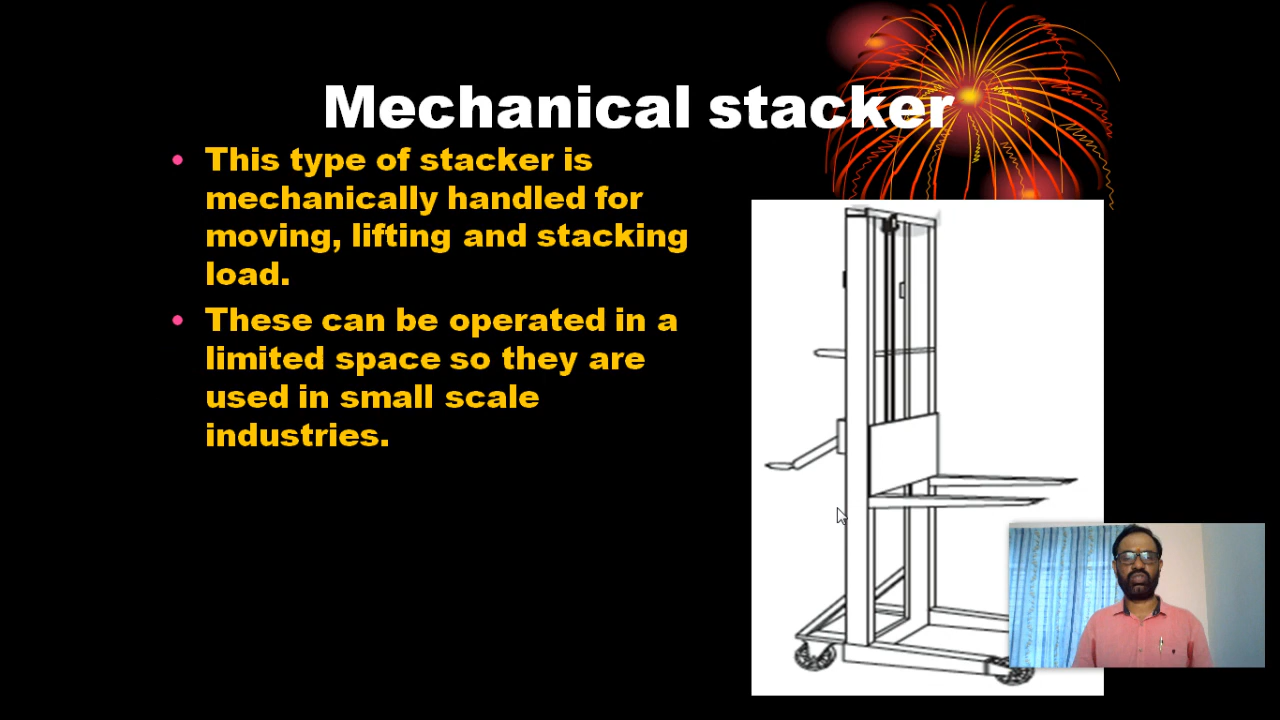 Mechanical stacker
• This type of stacker is
mechanically handled for
moving, lifting and stacking
load.
• These can be operated in a
limited space so they are
used in small scale
industries.